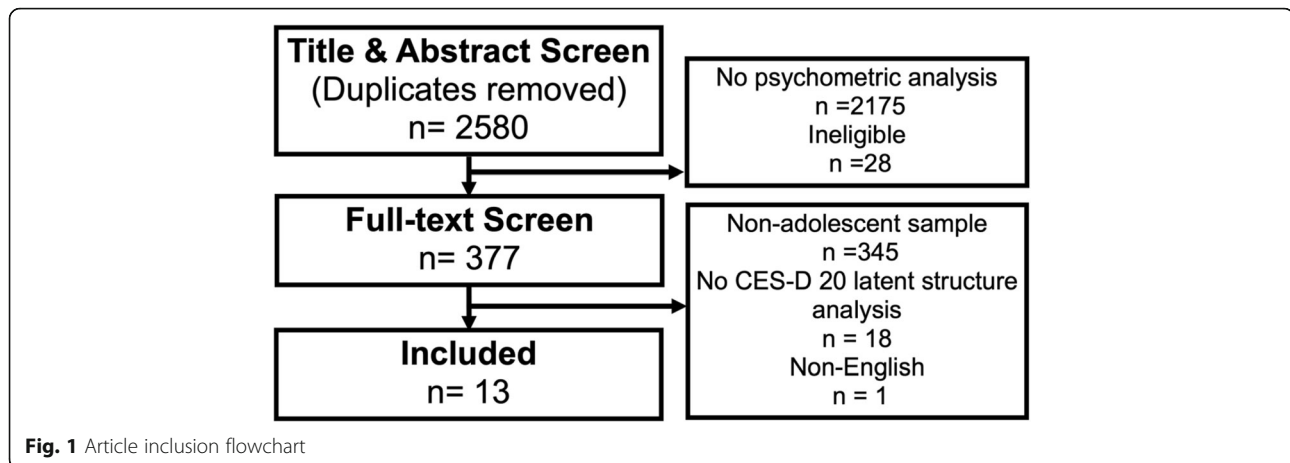 Title & Abstract Screen
(Duplicates removed)
n= 2580
No psychometric analysis
n =2175
Ineligible
n =28
Full-text Screen
n= 377
Non-adolescent sample
n =345
No CES-D 20 latent structure
analysis
n = 18
Non-English
n = 1
Included
n= 13
Fig. 1 Article inclusion flowchart